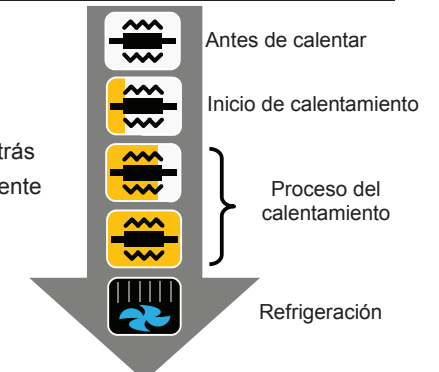 Antes de calentar
Inicio de calentamiento
trás
ente
Proceso del
calentamiento
Refrigeración